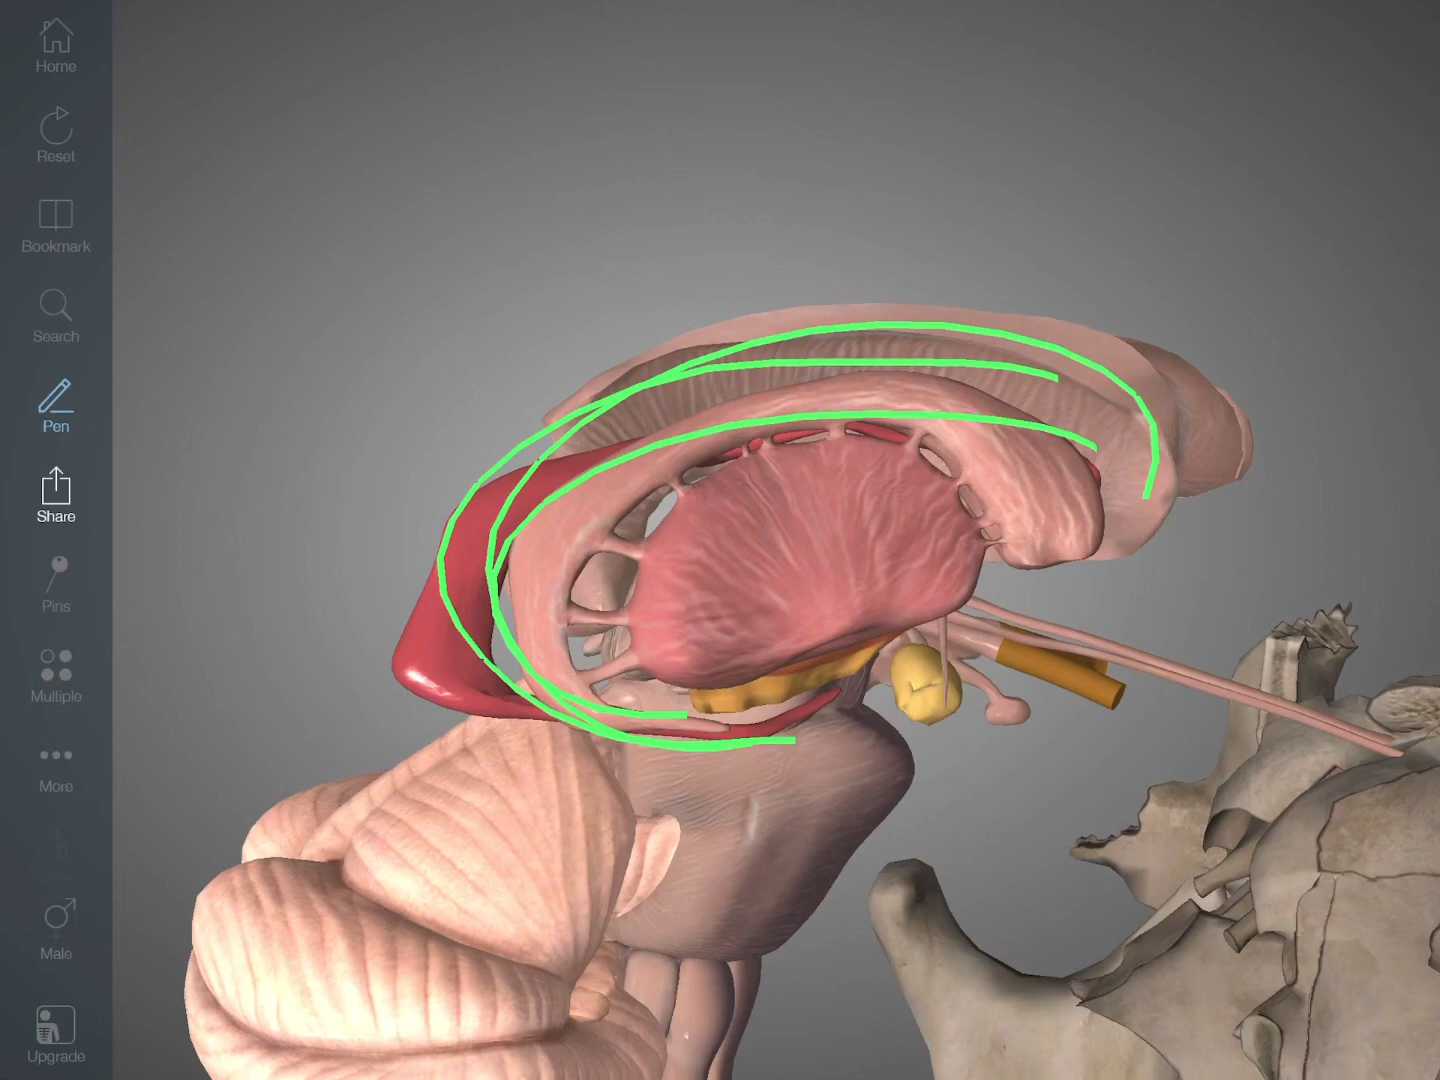 Home
Reset
Bookmark
Search
Pen
Share
Pins
Multiple
More
Male
Upgrade